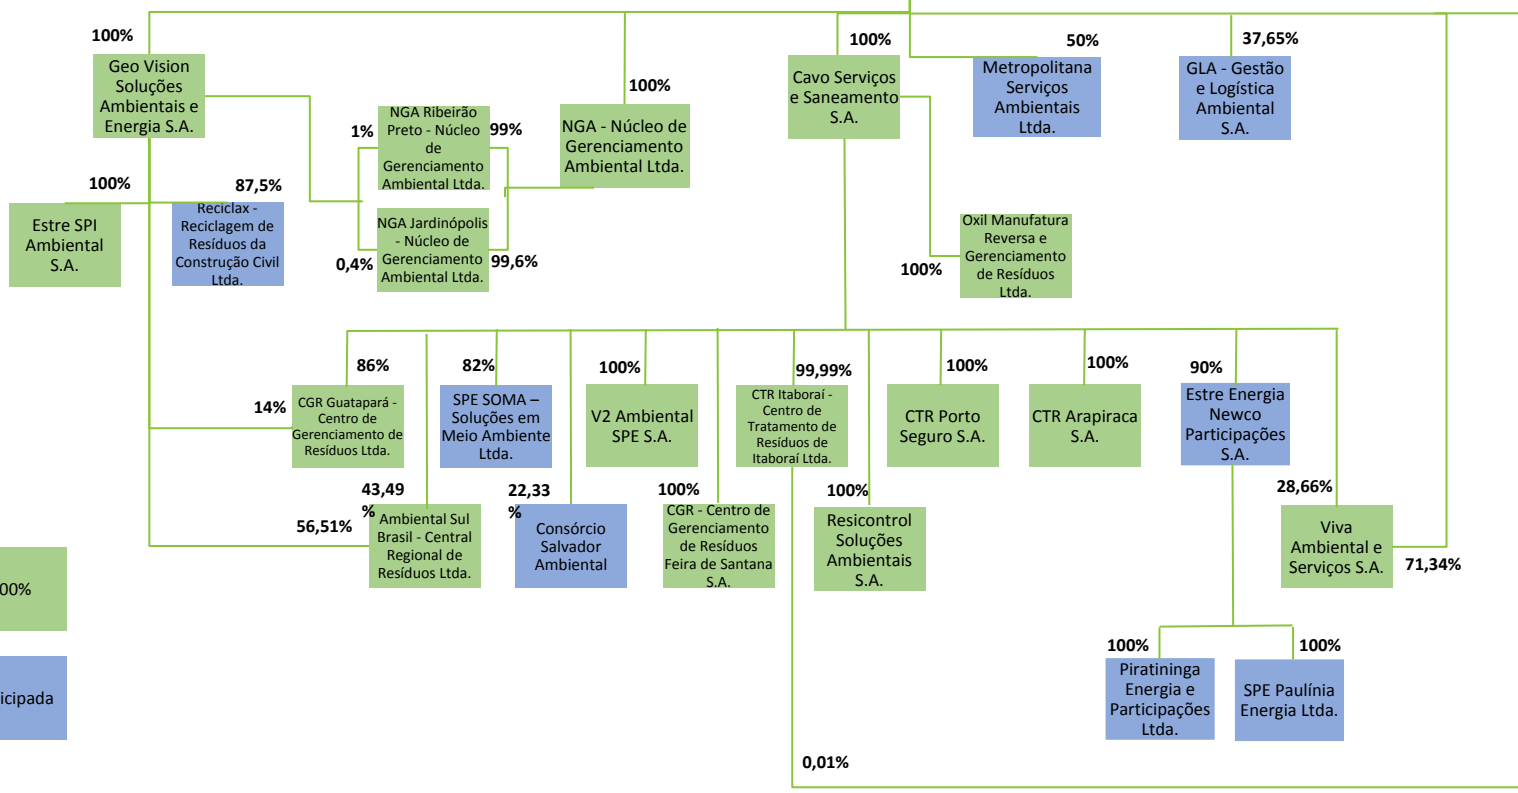 100%
Geo Vision
Soluções
Ambientais e
Energia S.A.
100%
NGA - Núcleo de
Gerenciamento
Ambiental Ltda.
100%
Cavo Serviços
e Saneamento
S.A.
50%
Metropolitana
Serviços
Ambientais
Ltda.
37,65%
GLA - Gestão
e Logística
Ambiental
S.A.
1%
NGA Ribeirão
Preto - Núcleo
de
Gerenciamento
Ambiental Ltda.
99%
100%
Estre SPI
Ambiental
S.A.
87,5%
Reciclax -
Reciclagem de
Resíduos da
Construção Civil
Ltda.
0,4%
NGA Jardinópolis
- Núcleo de
Gerenciamento
Ambiental Ltda.
99,6%
100%
Oxil Manufatura
Reversa e
Gerenciamento
de Resíduos
Ltda.
86%
14%
CGR Guatapará -
Centro de
Gerenciamento de
Resíduos Ltda.
82%
SPE SOMA –
Soluções em
Meio Ambiente
Ltda.
100%
V2 Ambiental
SPE S.A.
99,99%
CTR Itaboraí -
Centro de
Tratamento de
Resíduos de
Itaboraí Ltda.
100%
CTR Porto
Seguro S.A.
100%
CTR Arapiraca
S.A.
90%
Estre Energia
Newco
Participações
S.A.
43,49
%
56,51%
Ambiental Sul
Brasil - Central
Regional de
Resíduos Ltda.
22,33
%
Consórcio
Salvador
Ambiental
100%
CGR - Centro de
Gerenciamento
de Resíduos
Feira de Santana
S.A.
100%
Resicontrol
Soluções
Ambientais
S.A.
28,66%
Viva
Ambiental e
Serviços S.A.
71,34%
00%
icipada
100%
Piratininga
Energia e
Participações
Ltda.
100%
SPE Paulínia
Energia Ltda.
0,01%